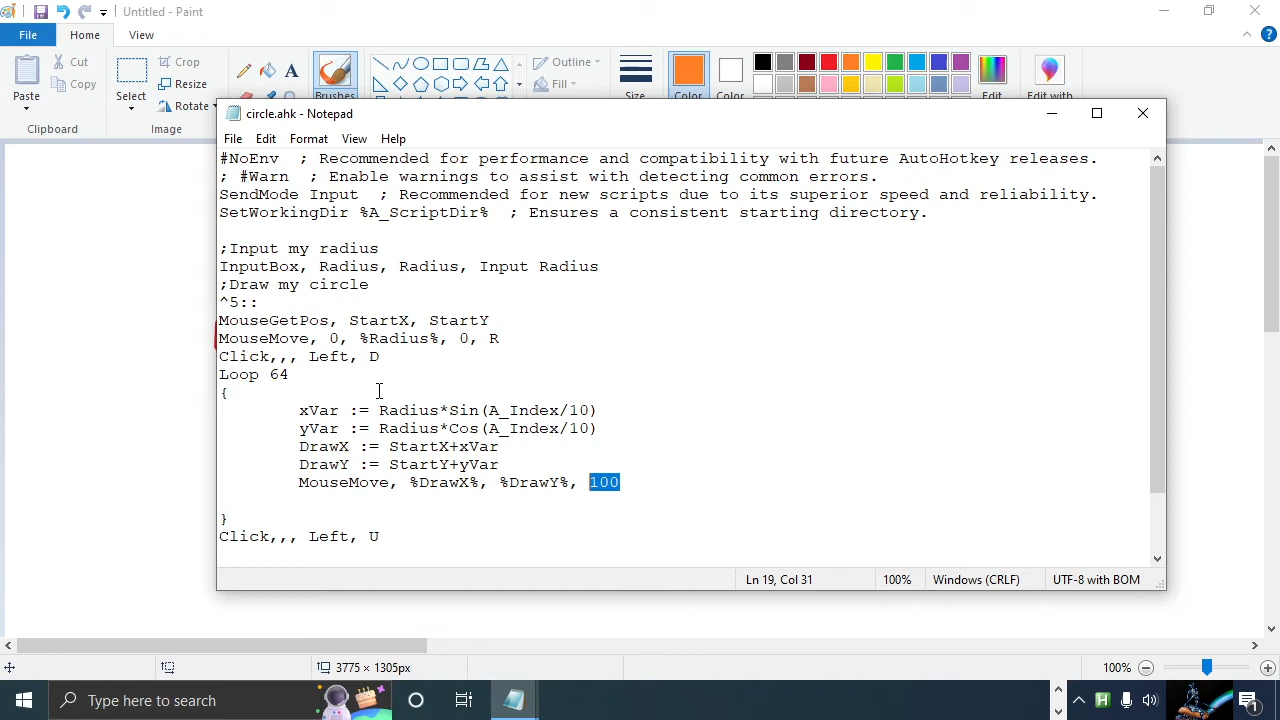 Untitled - Paint
File
Home
View
Paste
Cut
Copy
Clipboard
Select
Crop
Resize
Rotate
Image
Brushes
Outline
Fill
Size
Color
Color
Edit
Edit with
circle.ahk - Notepad
File Edit Format View Help
#NoEnv  ; Recommended for performance and compatibility with future AutoHotkey releases.
; #Warn  ; Enable warnings to assist with detecting common errors.
SendMode Input  ; Recommended for new scripts due to its superior speed and reliability.
SetWorkingDir %A_ScriptDir%  ; Ensures a consistent starting directory.
;Input my radius
InputBox, Radius, Radius, Input Radius
;Draw my circle
^5::
MouseGetPos, StartX, StartY
MouseMove, 0, %Radius%, 0, R
Click,,, Left, D
Loop 64
{
xVar := Radius*Sin(A_Index/10)
yVar := Radius*Cos(A_Index/10)
DrawX := StartX+xVar
DrawY := StartY+yVar
MouseMove, %DrawX%, %DrawY%, 100
}
Click,,, Left, U
Ln 19, Col 31
100%
Windows (CRLF)
UTF-8 with BOM
3775 × 1305px
100%
Type here to search
H
1